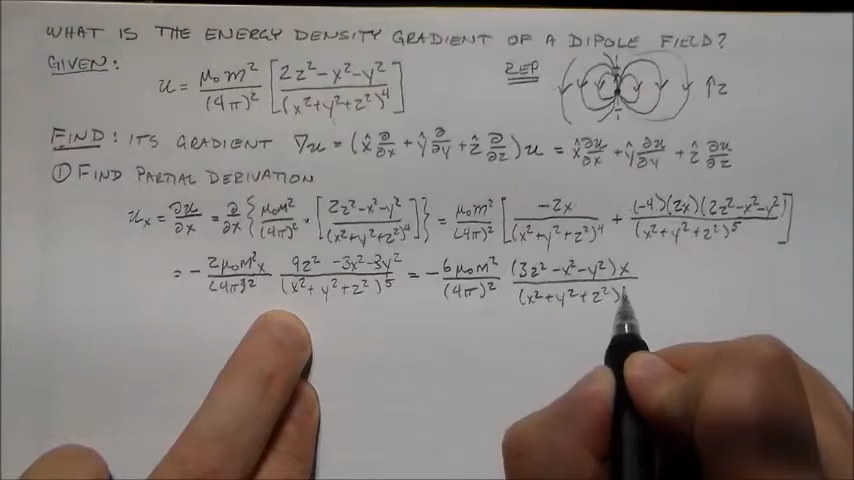 WHAT IS THE ENERGY DENSITY GRADIENT OF A DIPOLE FIELD?
GIVEN: u = μ₀m²/(4π)² [ (2z²-x²-y²)/(x²+y²+z²)⁴ ] REP ↑z
FIND: ITS GRADIENT ∇u = (x̂ ∂/∂x + ŷ ∂/∂y + ẑ ∂/∂z) u = x̂ ∂u/∂x + ŷ ∂u/∂y + ẑ ∂u/∂z
① FIND PARTIAL DERIVATION
u_x = ∂u/∂x = ∂/∂x { μ₀m²/(4π)² × [ (2z²-x²-y²)/(x²+y²+z²)⁴ ] } = μ₀m²/(4π)² [ -2x/(x²+y²+z²)⁴ + (-4)(2x)(2z²-x²-y²)/(x²+y²+z²)⁵ ]
= - 2μ₀m²x/(4π)² (9z²-3x²-3y²)/(x²+y²+z²)⁵ = - 6μ₀m²/(4π)² (3z²-x²-y²)x/(x²+y²+z²)